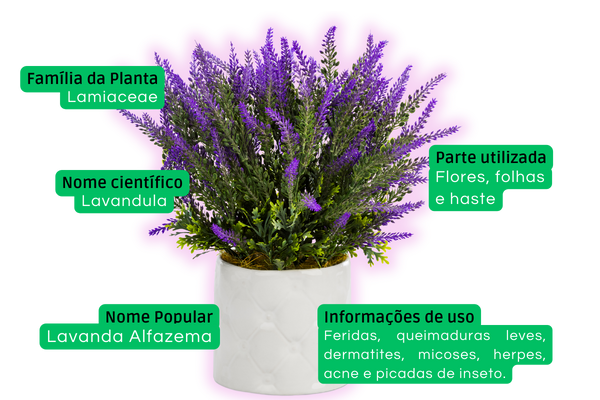 Família da Planta
Lamiaceae
Nome científico
Lavandula
Parte utilizada
Flores, folhas
e haste
Nome Popular
Lavanda Alfazema
Informações de uso
Feridas, queimaduras leves,
dermatites, micoses, herpes,
acne e picadas de inseto.